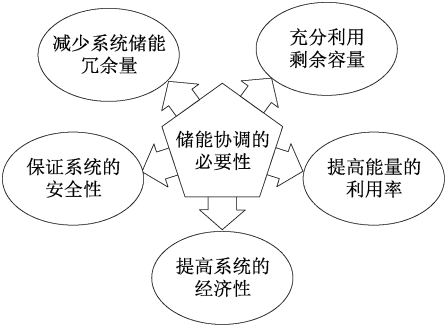 减少系统储能
冗余量
充分利用
剩余容量
储能协调的
必要性
保证系统的
安全性
提高能量的
利用率
提高系统的
经济性